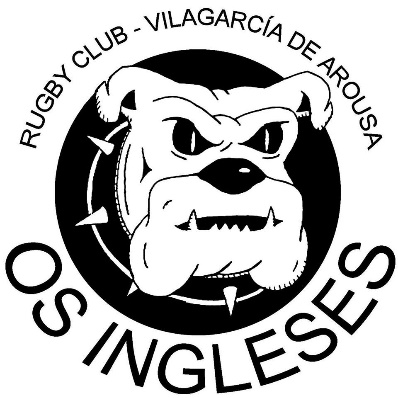 RUGBY CLUB - VILAGARCÍA DE AROUSA
OS INGLESES